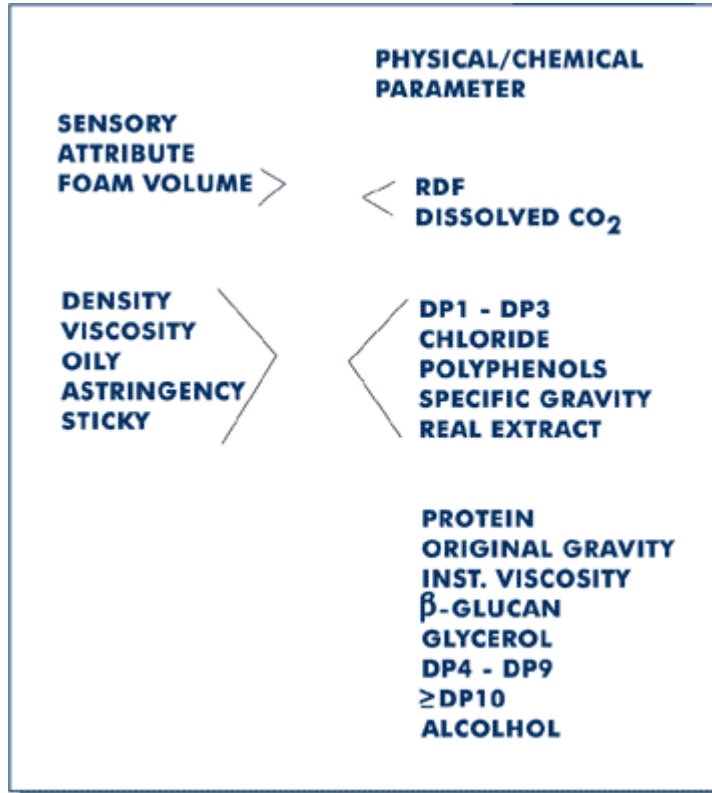 PHYSICAL/CHEMICAL
PARAMETER
SENSORY
ATTRIBUTE
FOAM VOLUME
RDF
DISSOLVED CO₂
DENSITY
VISCOSITY
OILY
ASTRINGENCY
STICKY
DP1 - DP3
CHLORIDE
POLYPHENOLS
SPECIFIC GRAVITY
REAL EXTRACT
PROTEIN
ORIGINAL GRAVITY
INST. VISCOSITY
β-GLUCAN
GLYCEROL
DP4 - DP9
≥DP10
ALCOLHOL